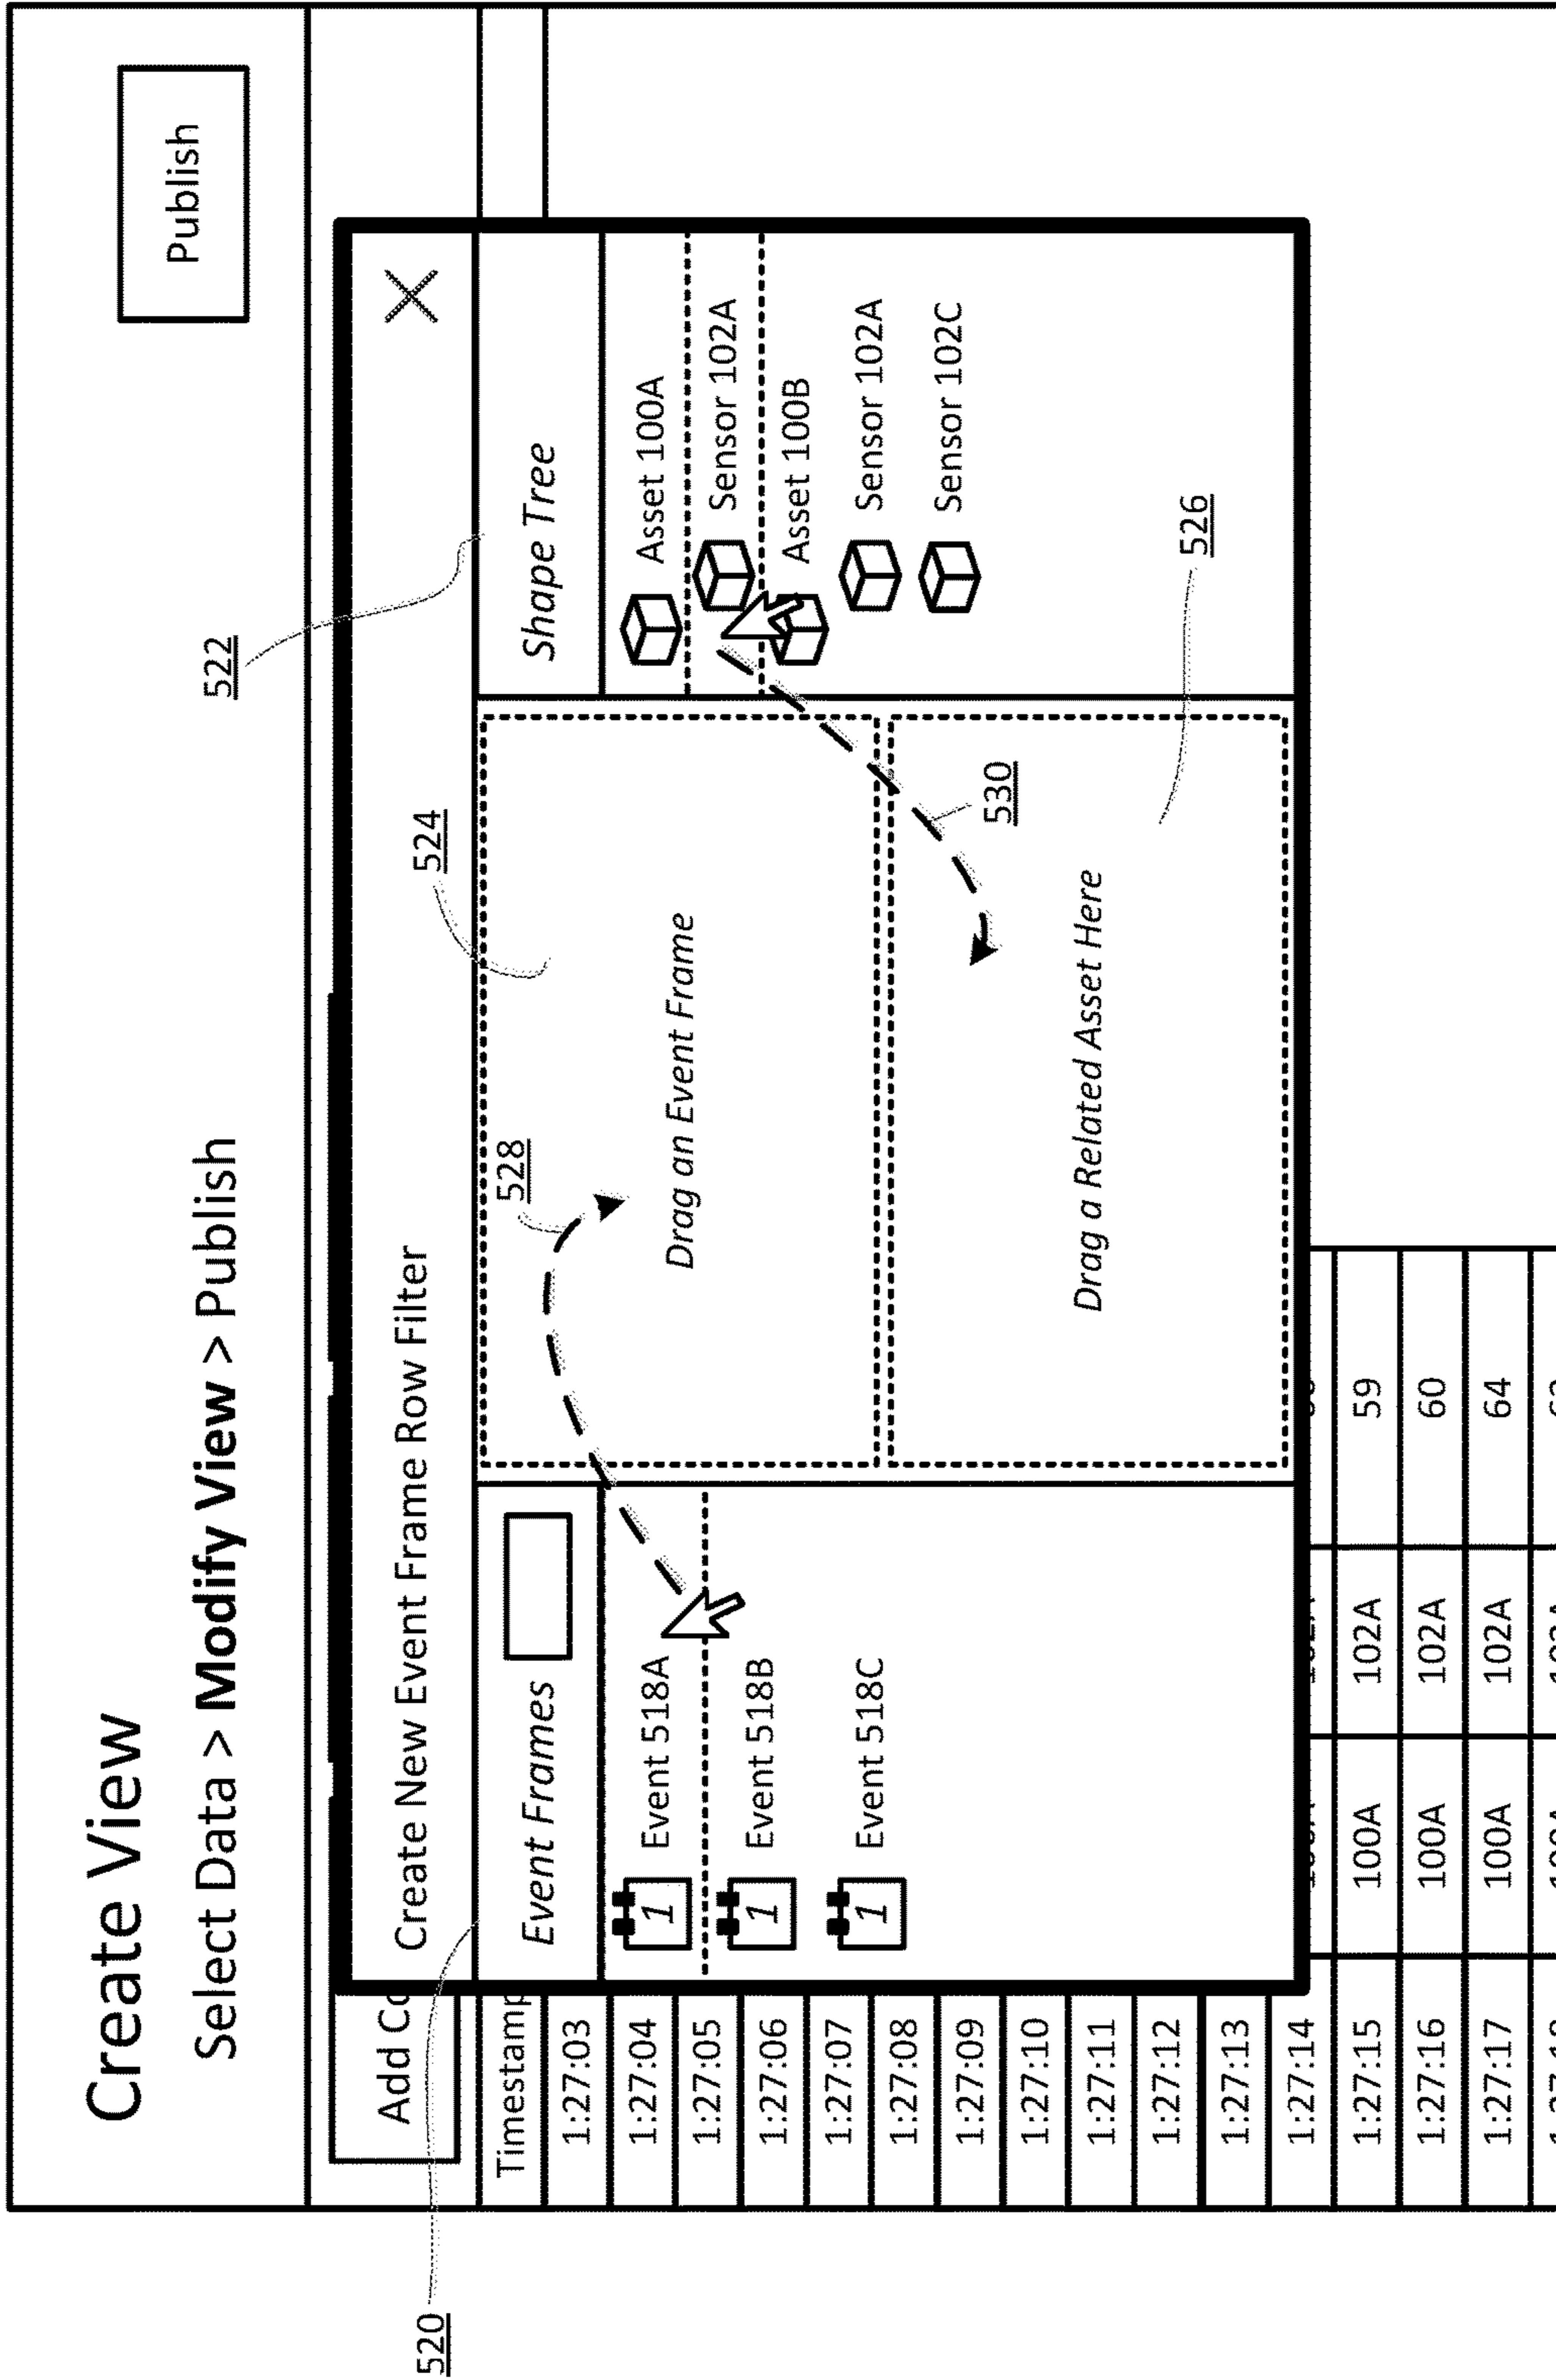 Create View
Select Data > Modify View > Publish
Publish
522
Add Co
Create New Event Frame Row Filter
520
524
Timestamp
Event Frames
528
Shape Tree
1:27:03
1:27:04
1:27:05
1:27:06
1:27:07
1:27:08
1:27:09
1:27:10
1:27:11
1:27:12
1:27:13
1:27:14
1:27:15 100A 102A 59
1:27:16 100A 102A 60
1:27:17 100A 102A 64
1 Event 518A
1 Event 518B
1 Event 518C
Drag an Event Frame
Drag a Related Asset Here
530
Asset 100A
Sensor 102A
Asset 100B
Sensor 102A
Sensor 102C
526